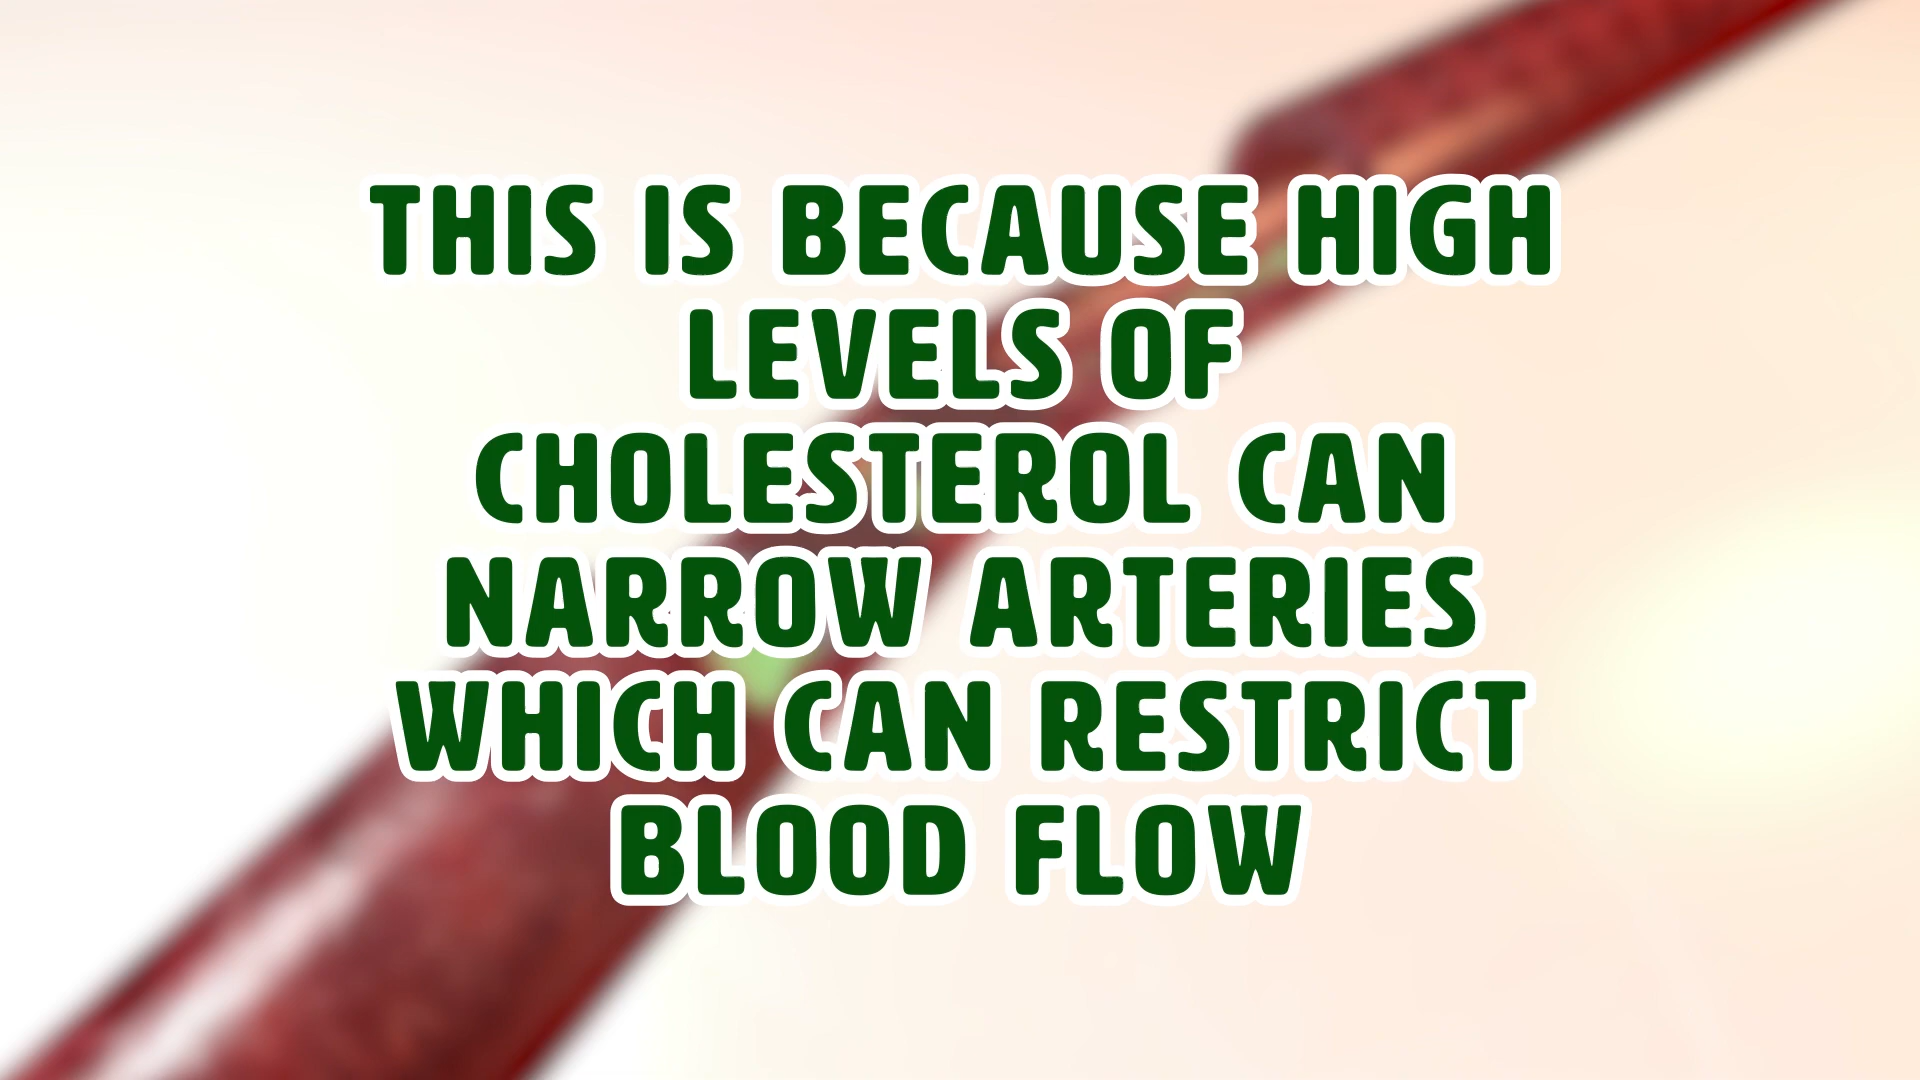 THIS IS BECAUSE HIGH
LEVELS OF
CHOLESTEROL CAN
NARROW ARTERIES
WHICH CAN RESTRICT
BLOOD FLOW